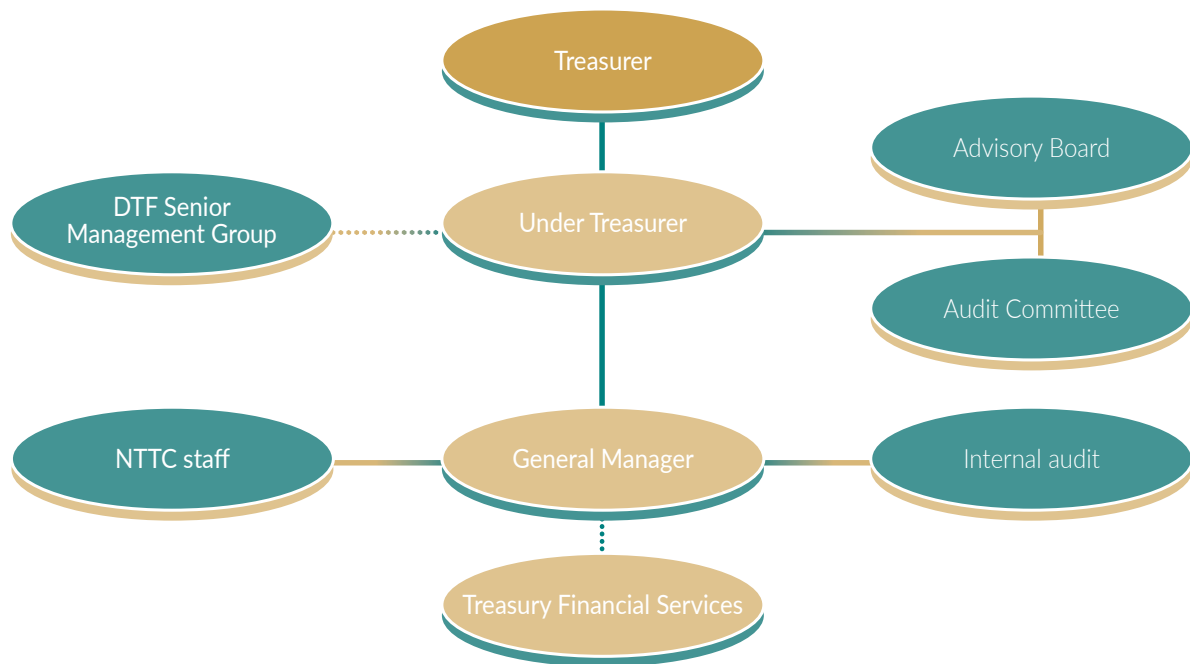 Treasurer
Advisory Board
DTF Senior
Management Group
Under Treasurer
Audit Committee
NTTC staff
General Manager
Internal audit
Treasury Financial Services